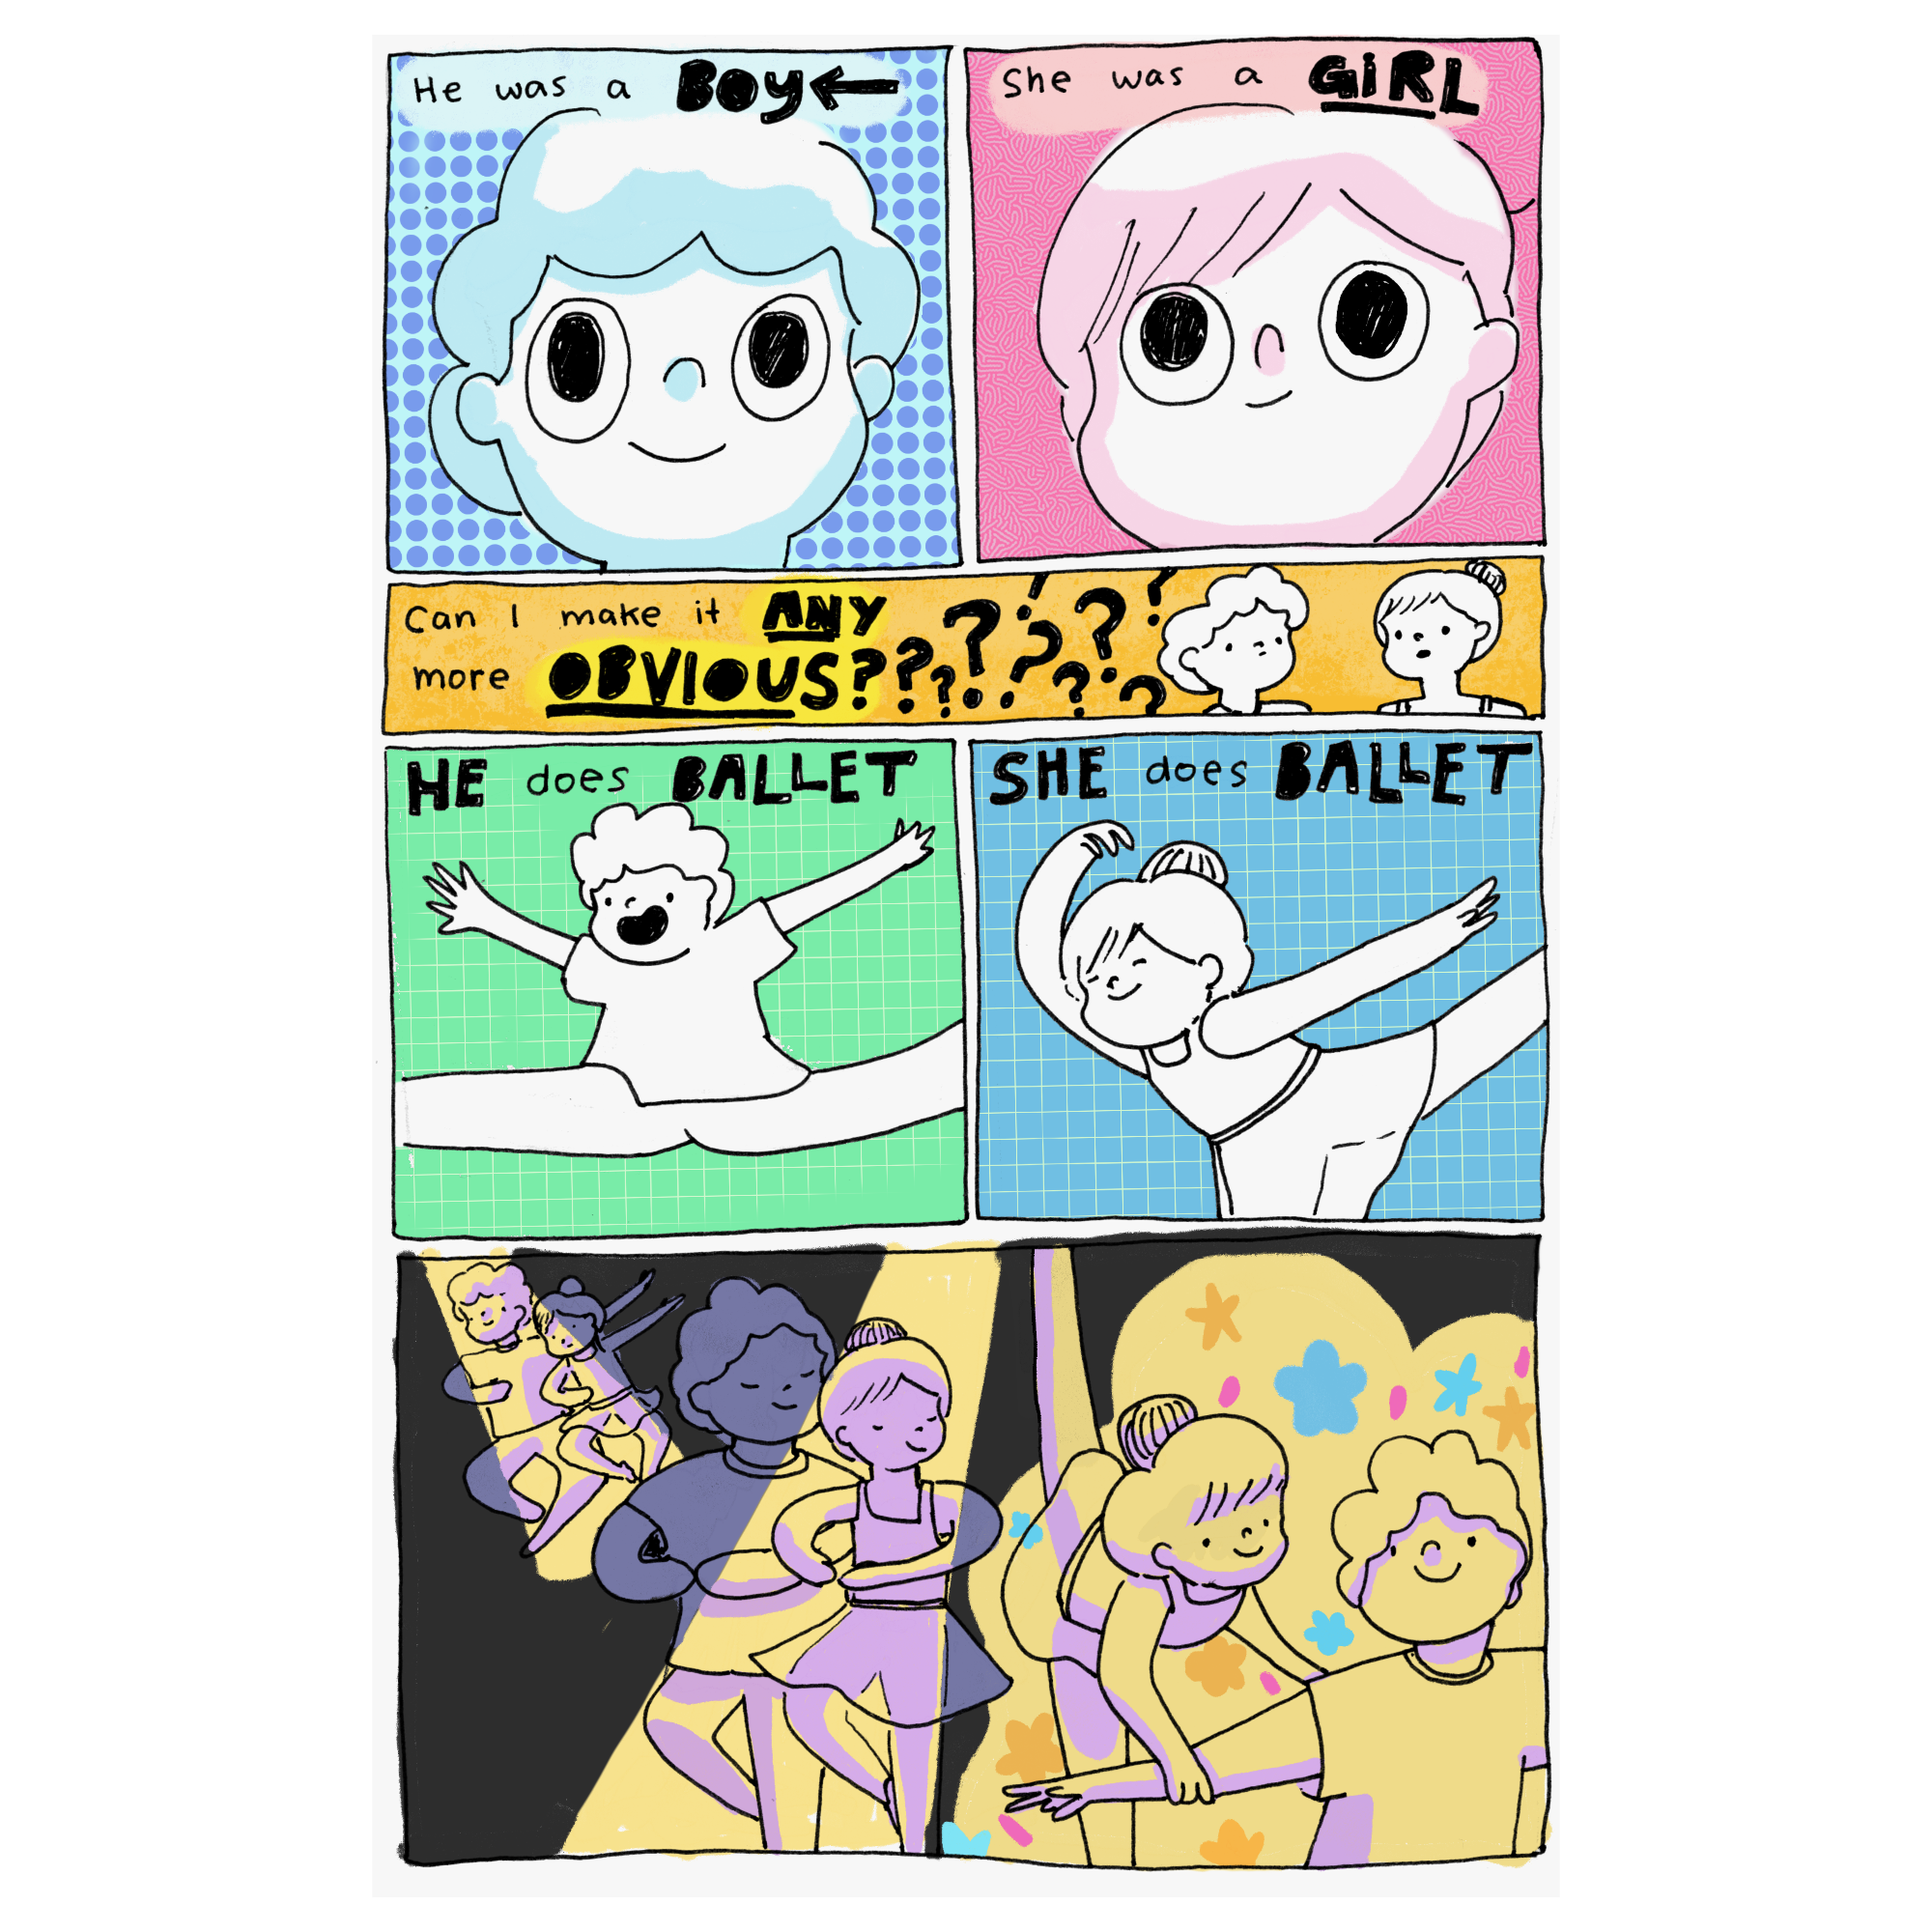 He was a BOY ←
She was a GiRL
Can I make it ANY
more OBVIOUS????????????
HE does BALLET
SHE does BALLET